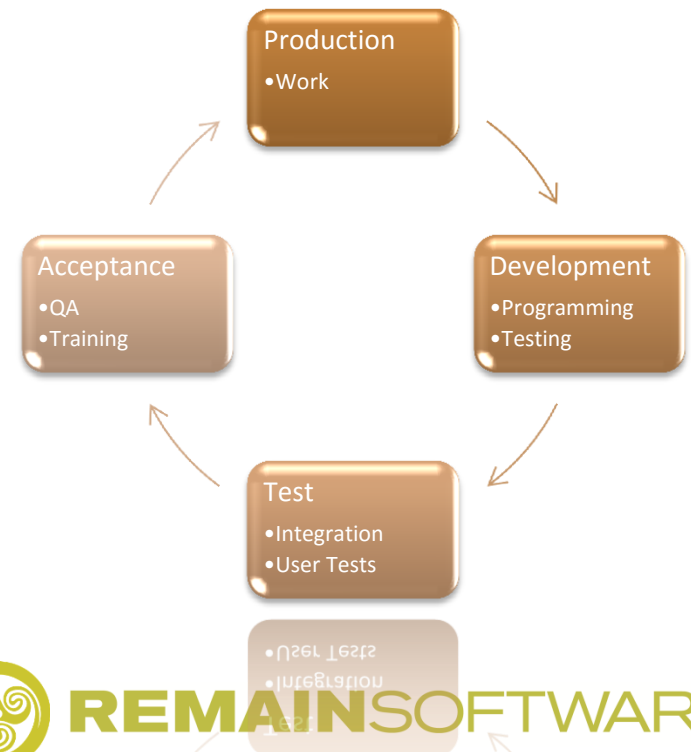 Production
•Work
Acceptance
•QA
•Training
Development
•Programming
•Testing
Test
•Integration
•User Tests
REMAINSOFTWAR